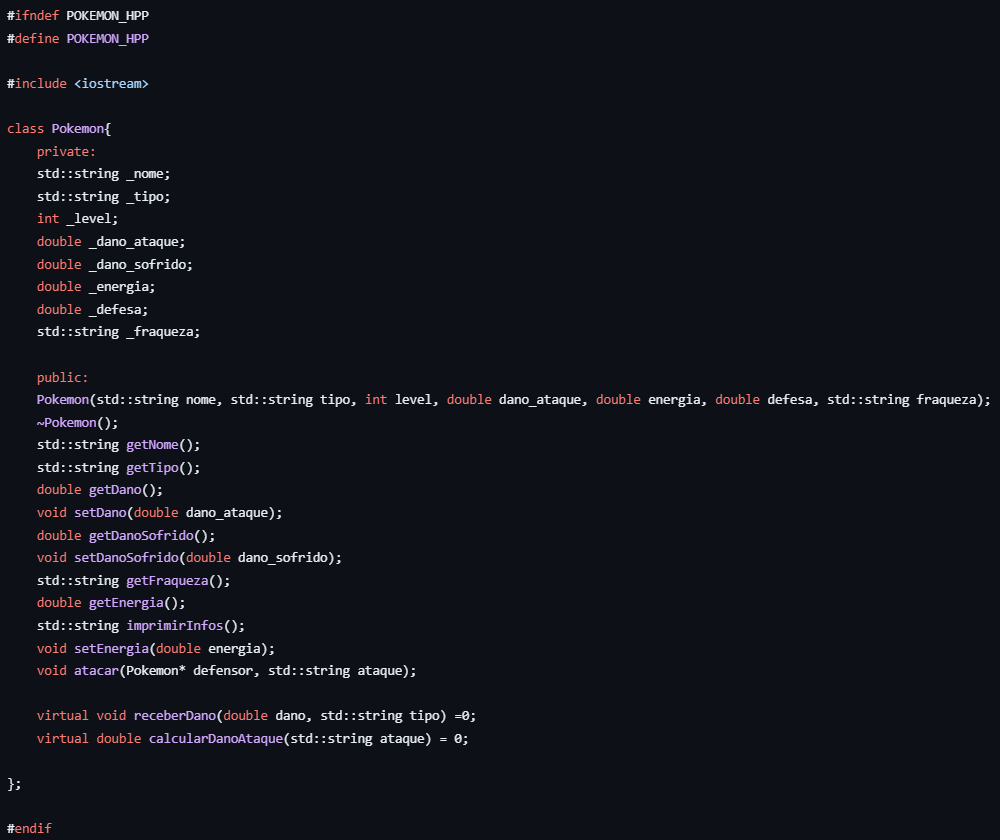 #ifndef POKEMON_HPP
#define POKEMON_HPP

#include <iostream>

class Pokemon{
    private:
    std::string _nome;
    std::string _tipo;
    int _level;
    double _dano_ataque;
    double _dano_sofrido;
    double _energia;
    double _defesa;
    std::string _fraqueza;

    public:
    Pokemon(std::string nome, std::string tipo, int level, double dano_ataque, double energia, double defesa, std::string fraqueza);
    ~Pokemon();
    std::string getNome();
    std::string getTipo();
    double getDano();
    void setDano(double dano_ataque);
    double getDanoSofrido();
    void setDanoSofrido(double dano_sofrido);
    std::string getFraqueza();
    double getEnergia();
    std::string imprimirInfos();
    void setEnergia(double energia);
    void atacar(Pokemon* defensor, std::string ataque);

    virtual void receberDano(double dano, std::string tipo) =0;
    virtual double calcularDanoAtaque(std::string ataque) = 0;

};

#endif